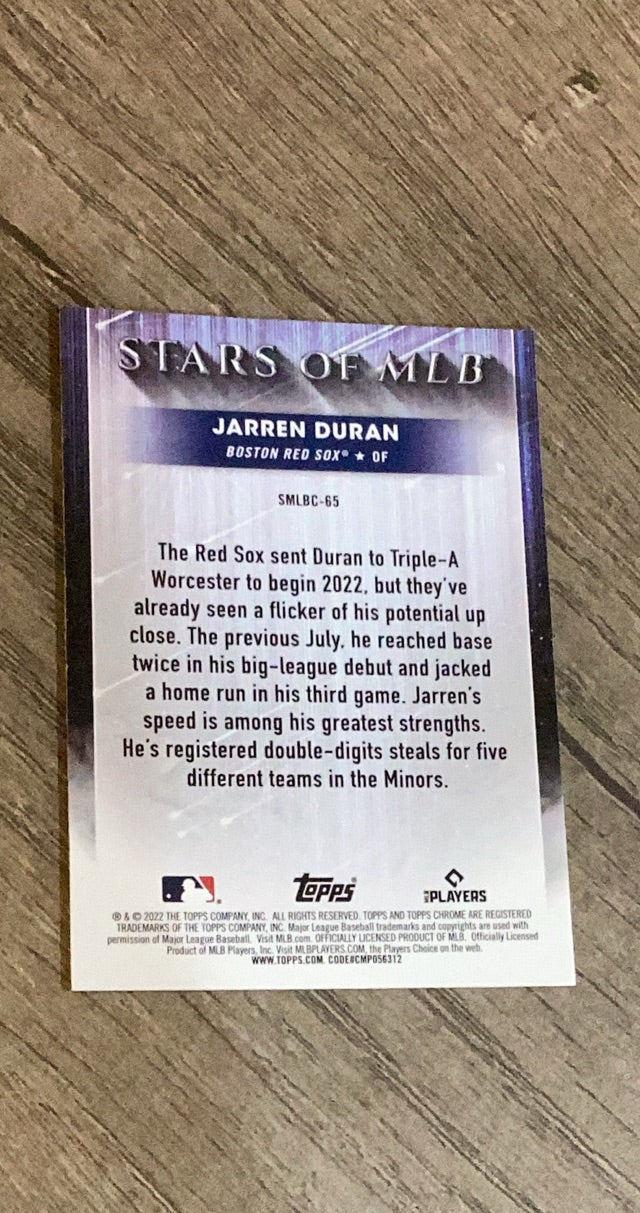 STARS OF MLB
JARREN DURAN
BOSTON RED SOX® ★ OF
SMLBC-65
The Red Sox sent Duran to Triple-A
Worcester to begin 2022, but they've
already seen a flicker of his potential up
close. The previous July, he reached base
twice in his big-league debut and jacked
a home run in his third game. Jarren's
speed is among his greatest strengths.
He's registered double-digits steals for five
different teams in the Minors.
Topps®
PLAYERS
® & © 2022 THE TOPPS COMPANY, INC. ALL RIGHTS RESERVED. TOPPS AND TOPPS CHROME ARE REGISTERED
TRADEMARKS OF THE TOPPS COMPANY, INC. Major League Baseball trademarks and copyrights are used with
permission of Major League Baseball. Visit MLB.com. OFFICIALLY LICENSED PRODUCT OF MLB. Officially Licensed
Product of MLB Players, Inc. Visit MLBPLAYERS.COM, the Players Choice on the web.
WWW.TOPPS.COM. CODE#CMP056312